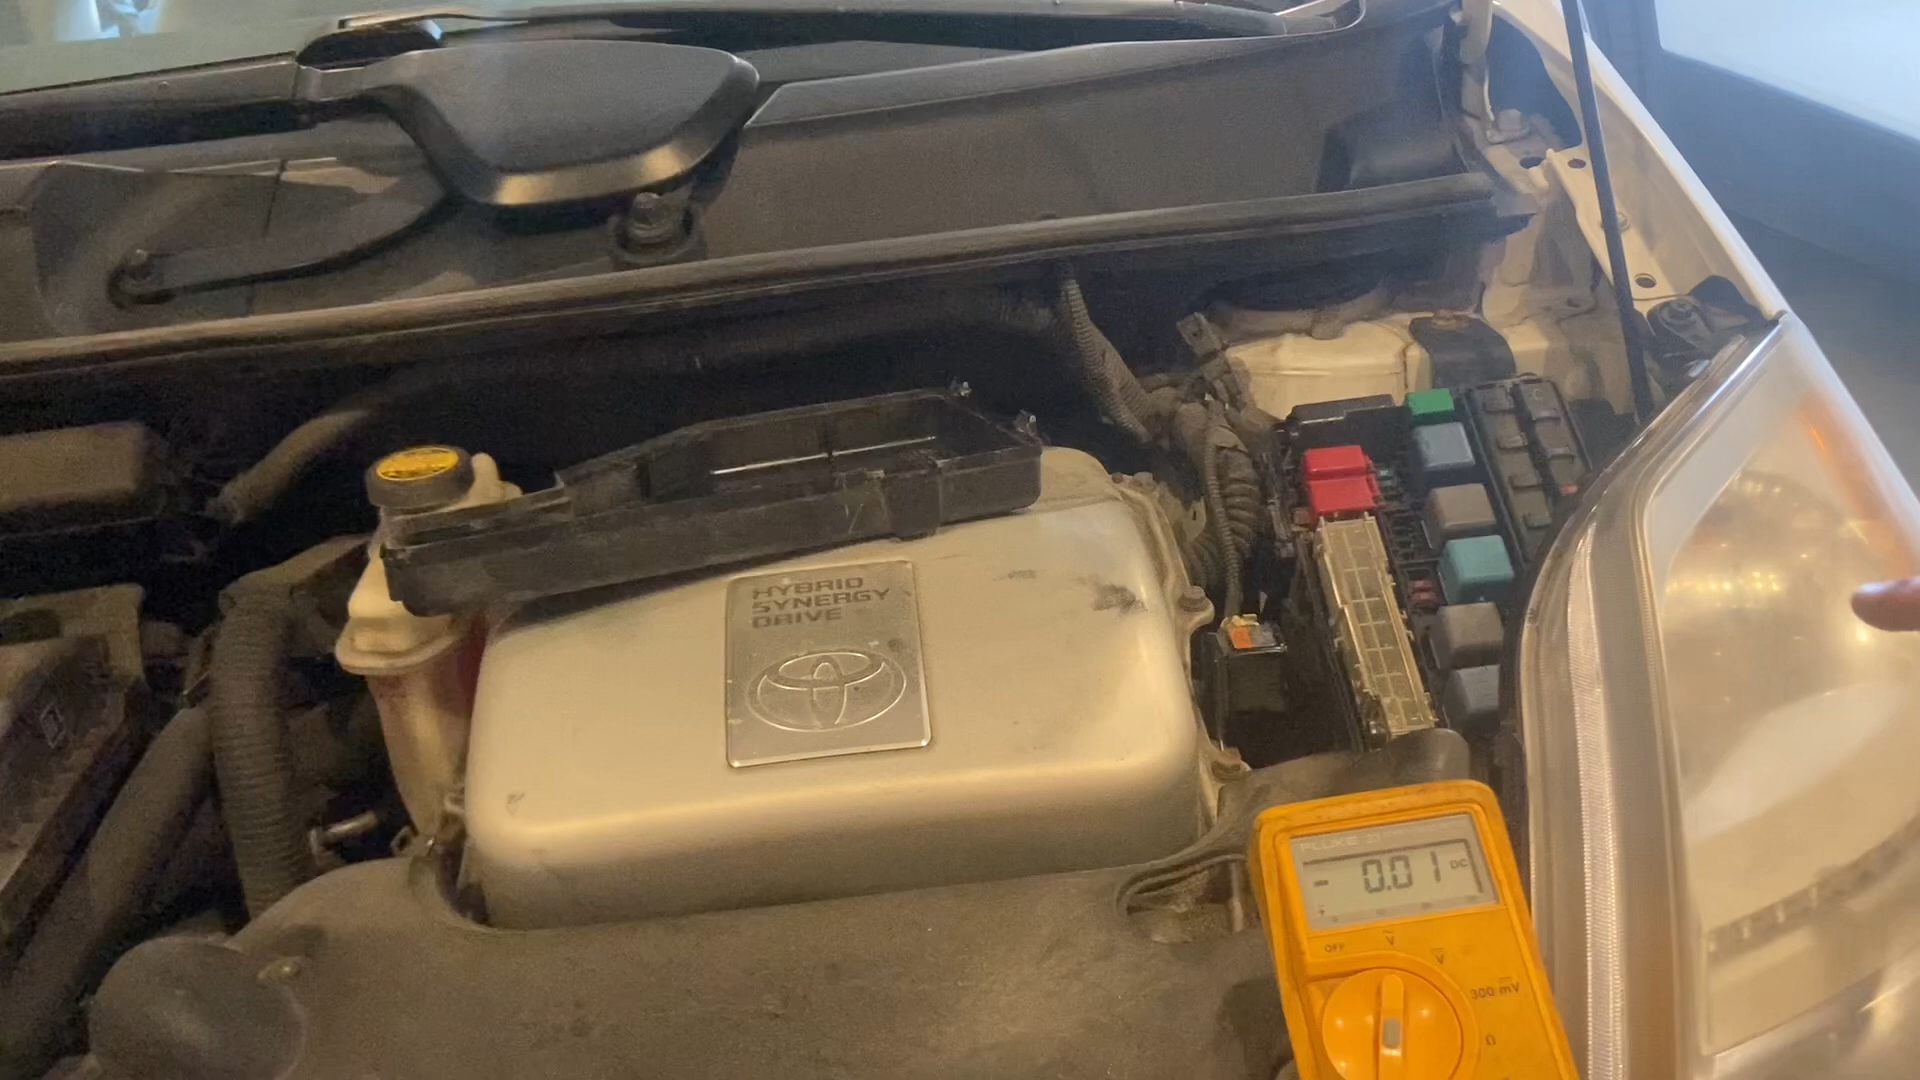 HYBRID
SYNERGY
DRIVE
FLUKE
- 0.01 DC
OFF
V
V
300 mV
Ω